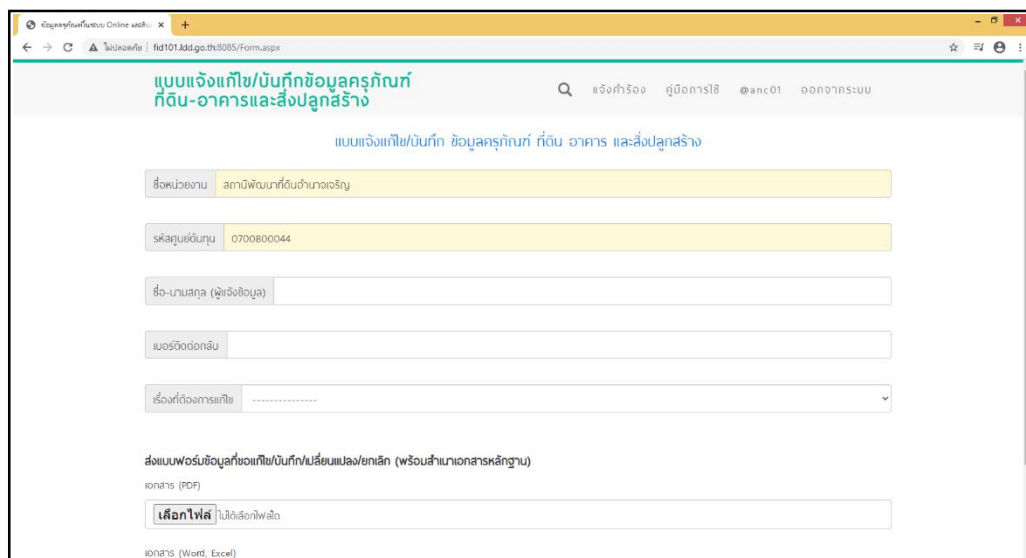 ข้อมูลครุภัณฑ์ในระบบ Online
ไม่ปลอดภัย | fid101.ldd.go.th:8085/Form.aspx
แบบแจ้งแก้ไข/บันทึกข้อมูลครุภัณฑ์
ที่ดิน-อาคารและสิ่งปลูกสร้าง
แจ้งคำร้อง คู่มือการใช้ @anc01 ออกจากระบบ
แบบแจ้งแก้ไข/บันทึก ข้อมูลครุภัณฑ์ ที่ดิน อาคาร และสิ่งปลูกสร้าง
ชื่อหน่วยงาน สถานีพัฒนาที่ดินอำนาจเจริญ
รหัสศูนย์ต้นทุน 0700800044
ชื่อ-นามสกุล (ผู้แจ้งข้อมูล)
เบอร์ติดต่อกลับ
เรื่องที่ต้องการแก้ไข ---------------
ส่งแบบฟอร์มข้อมูลที่ขอแก้ไข/บันทึก/เปลี่ยนแปลง/ยกเลิก (พร้อมสำเนาเอกสารหลักฐาน)
เอกสาร (PDF)
เลือกไฟล์ ไม่ได้เลือกไฟล์ใด
เอกสาร (Word, Excel)